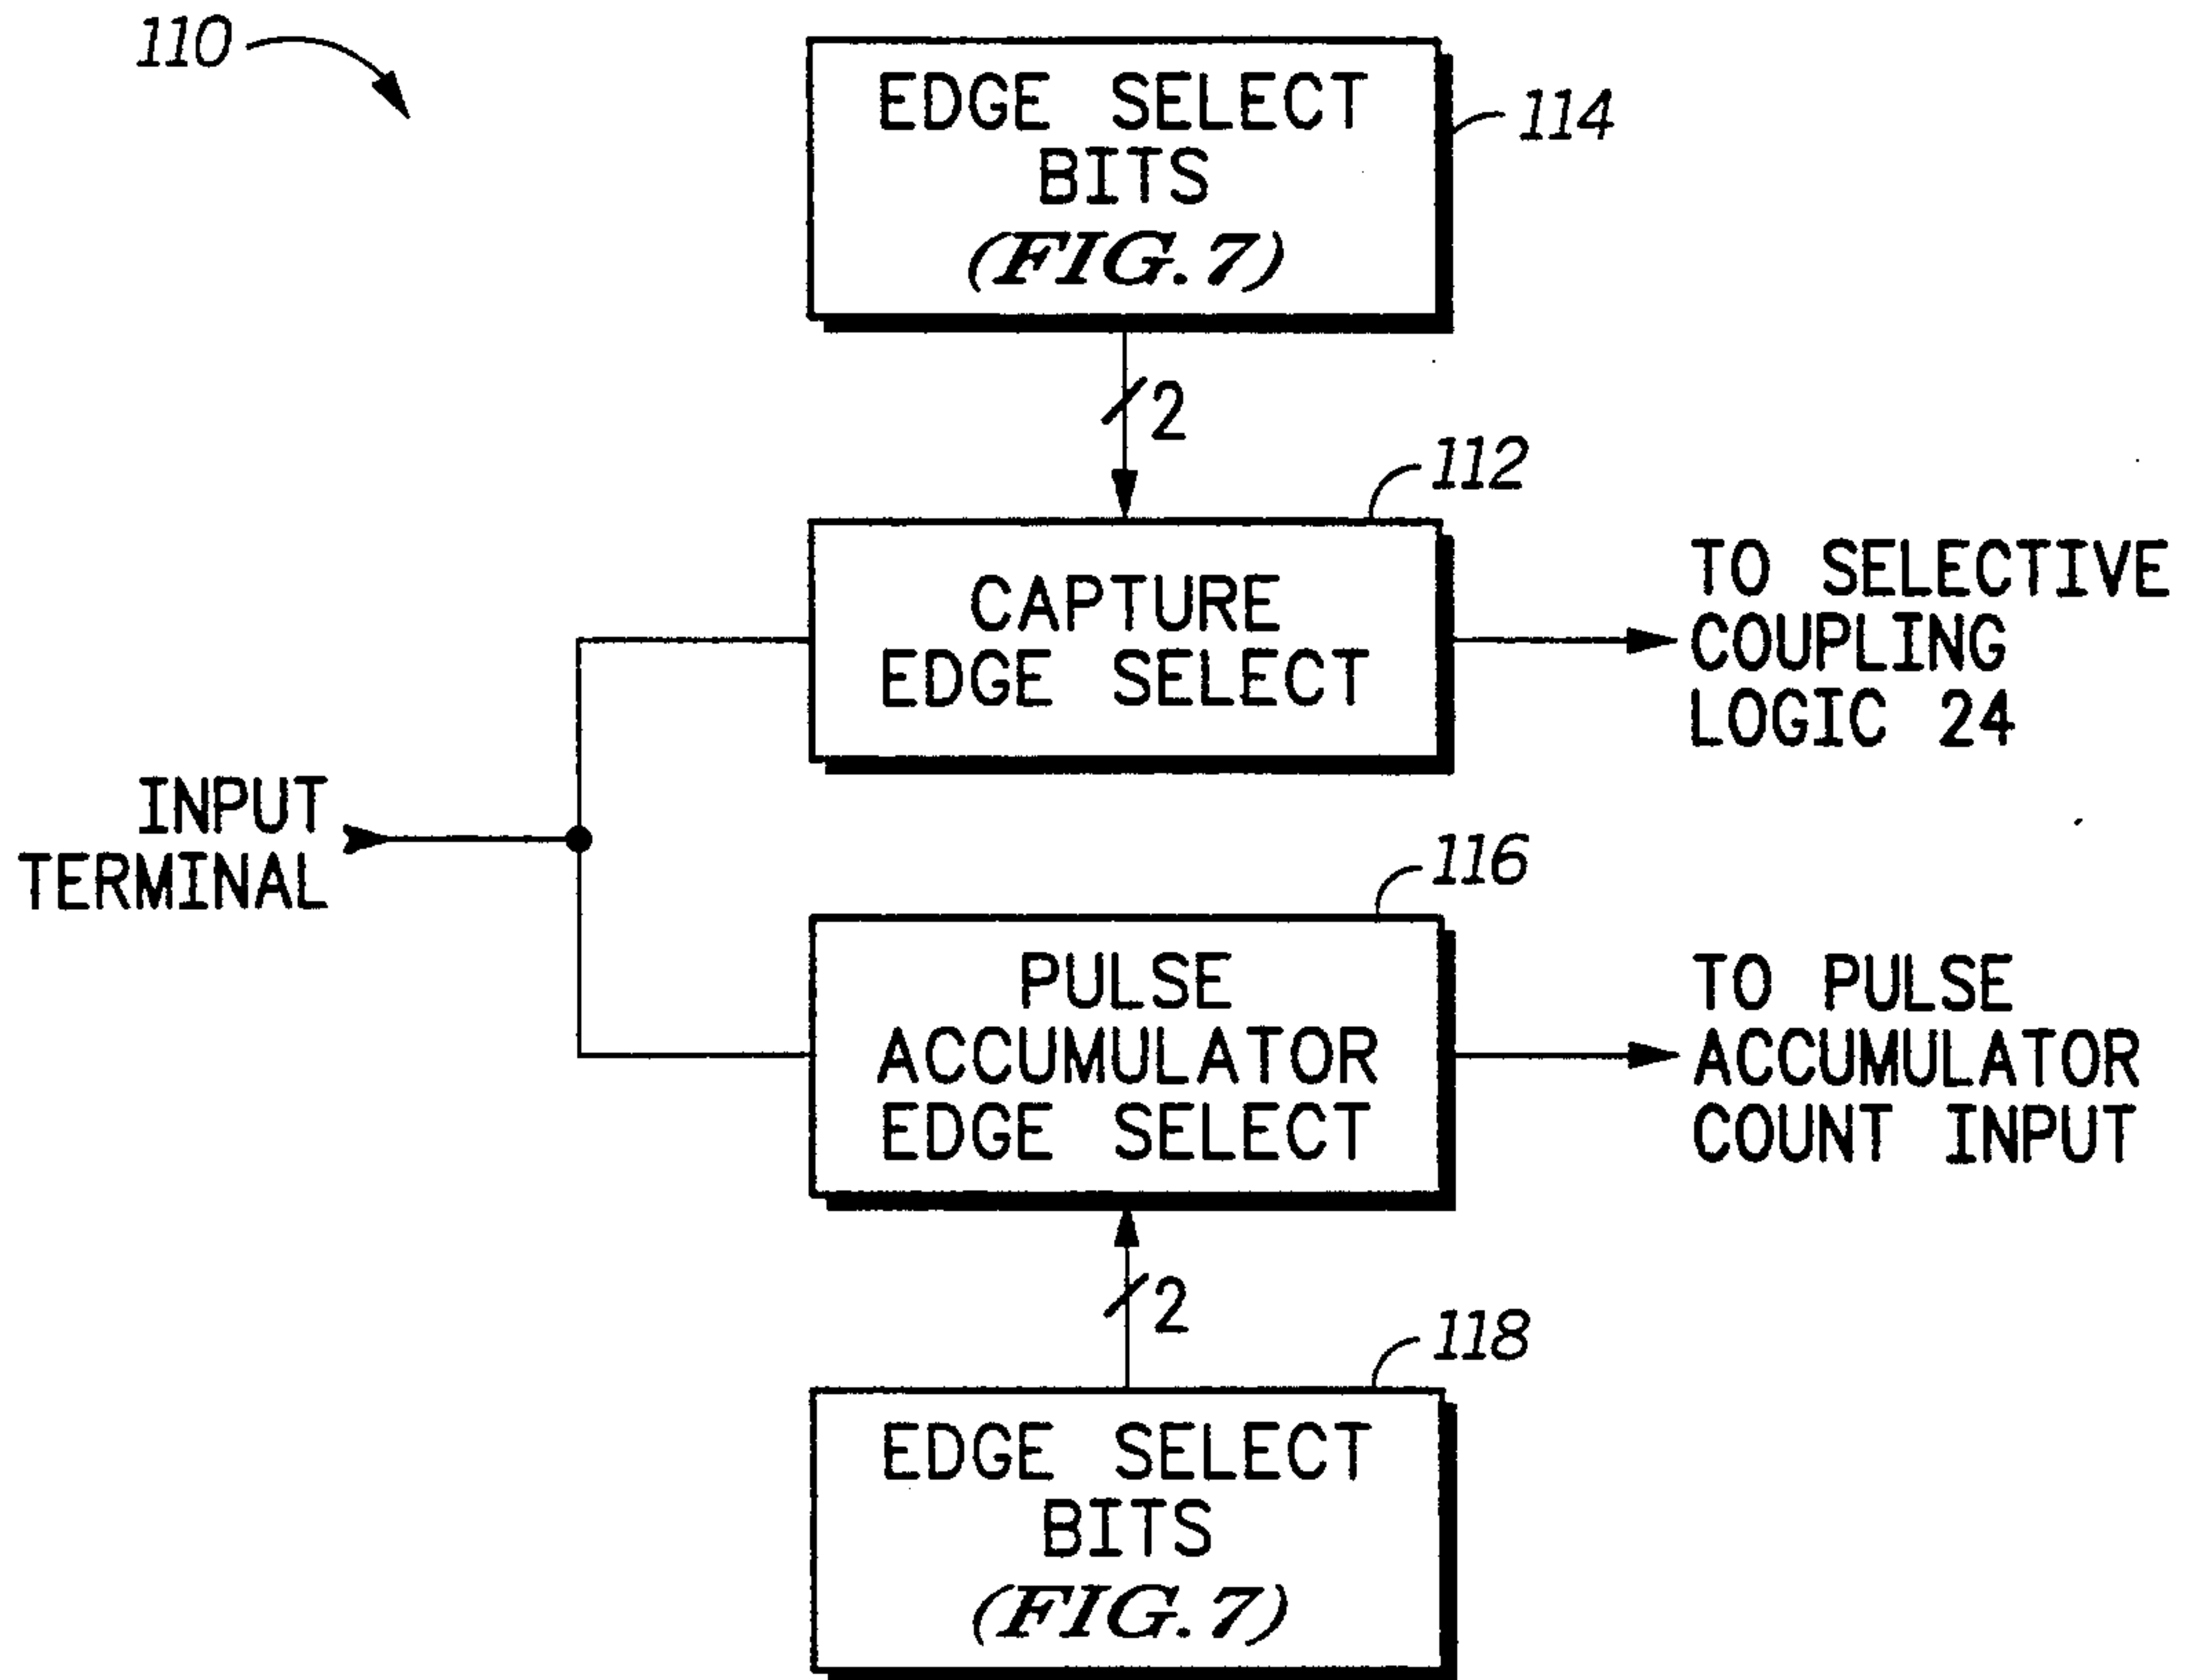 110
EDGE SELECT
BITS
(FIG. 7)
114
2
112
CAPTURE
EDGE SELECT
TO SELECTIVE
COUPLING
LOGIC 24
INPUT
TERMINAL
116
PULSE
ACCUMULATOR
EDGE SELECT
TO PULSE
ACCUMULATOR
COUNT INPUT
2
118
EDGE SELECT
BITS
(FIG. 7)